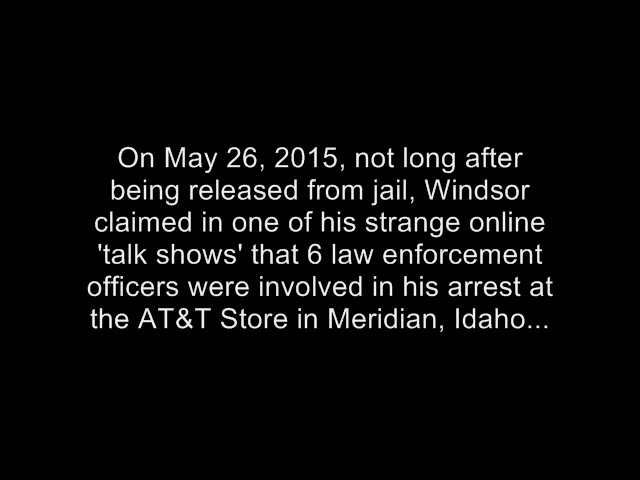 On May 26, 2015, not long after
being released from jail, Windsor
claimed in one of his strange online
'talk shows' that 6 law enforcement
officers were involved in his arrest at
the AT&T Store in Meridian, Idaho...